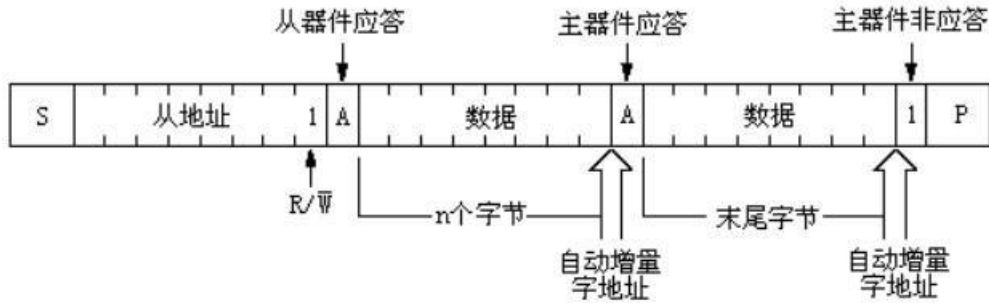 从器件应答 主器件应答 主器件非应答
S 从地址 1 A 数据 A 数据 1 P
R/W̅
n个字节 末尾字节
自动增量 自动增量
字地址 字地址